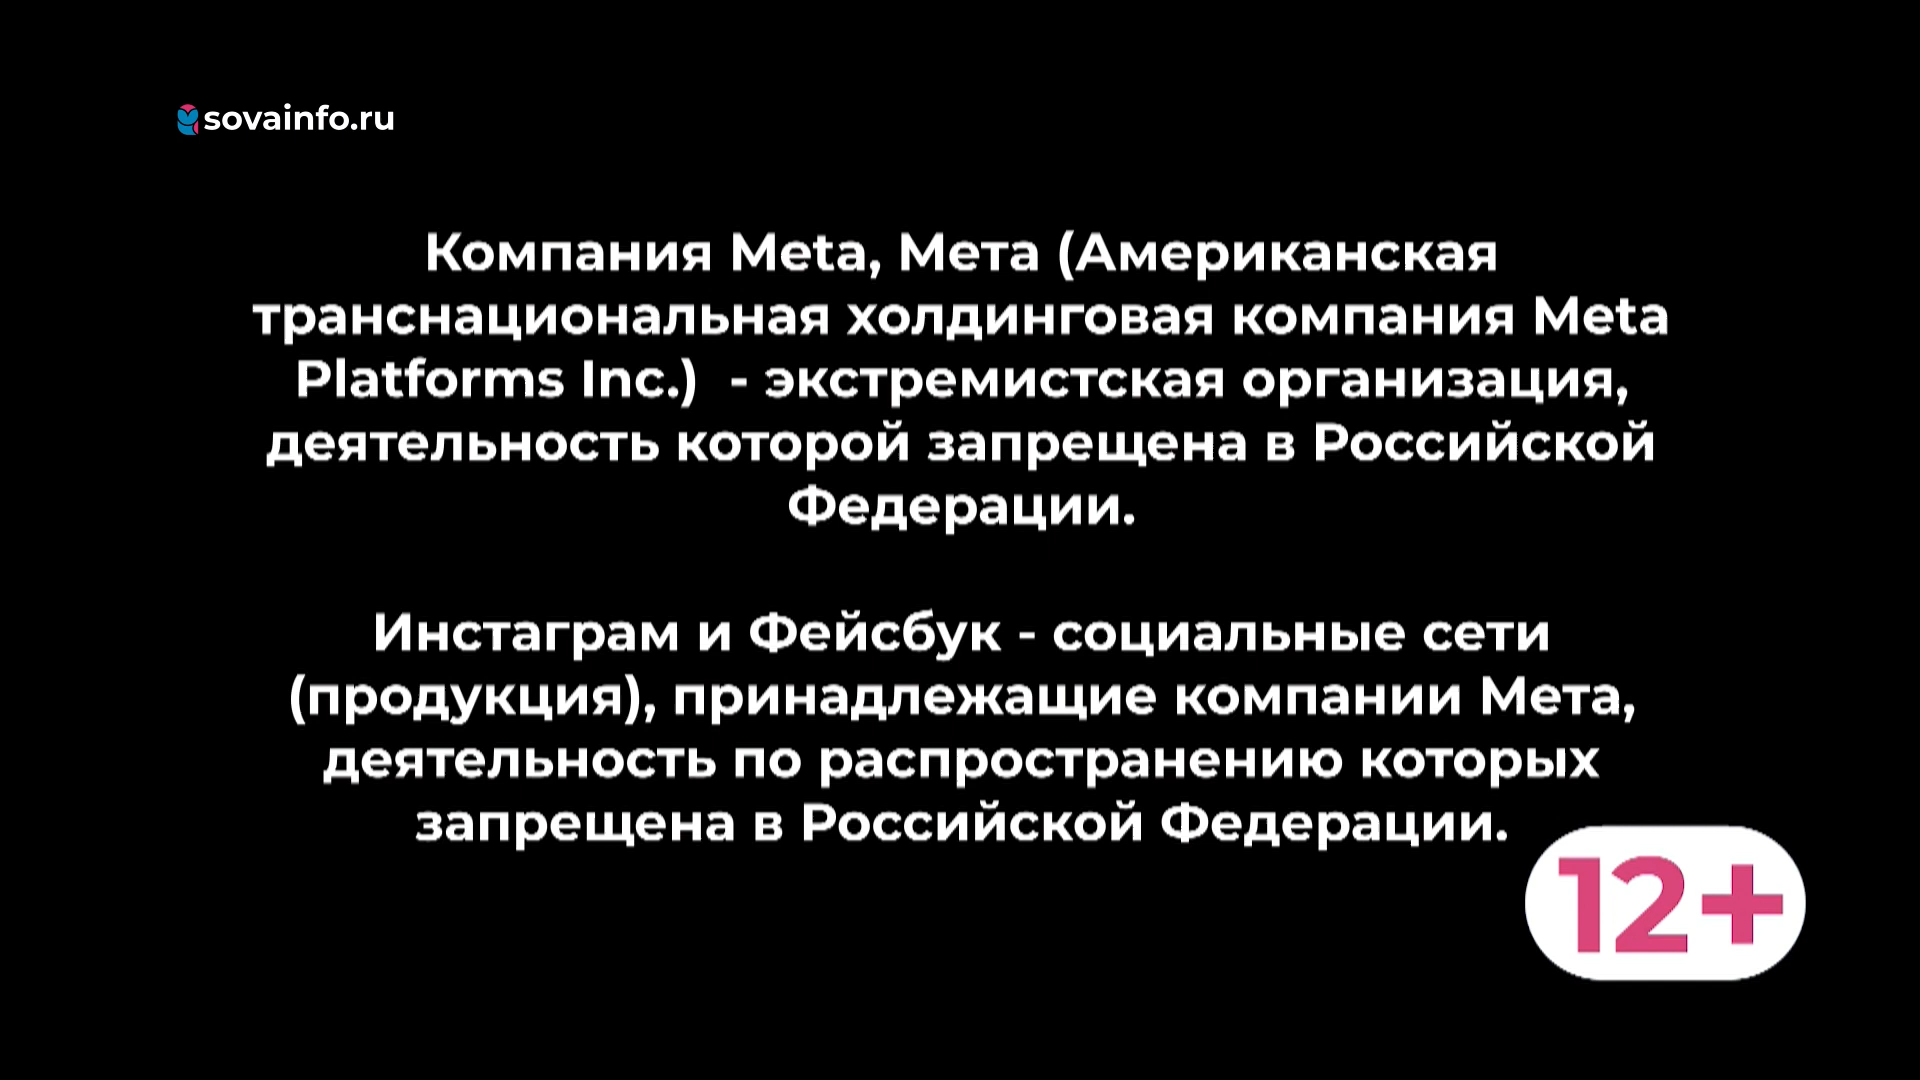 sovainfo.ru
Компания Meta, Мета (Американская
транснациональная холдинговая компания Meta
Platforms Inc.)  - экстремистская организация,
деятельность которой запрещена в Российской
Федерации.
Инстаграм и Фейсбук - социальные сети
(продукция), принадлежащие компании Мета,
деятельность по распространению которых
запрещена в Российской Федерации.
12+